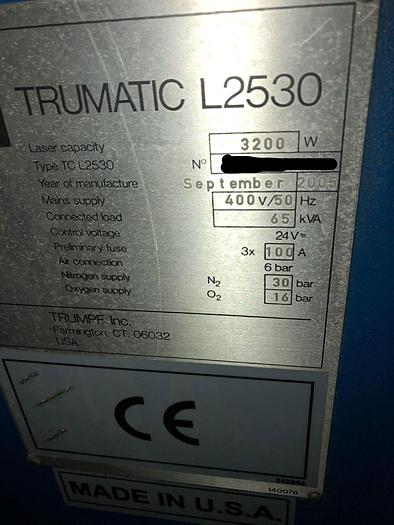 TRUMATIC L2530
Laser capacity 3200 W
Type TC L2530 Nº
Year of manufacture September 2005
Mains supply 400V/50 Hz
Connected load 65 kVA
Control voltage 24V
Preliminary fuse 3x 100 A
Air connection 6 bar
Nitrogen supply N2 30 bar
Oxygen supply O2 16 bar
TRUMPF Inc.
Farmington, CT. 06032
USA
CE
140078
MADE IN U.S.A.